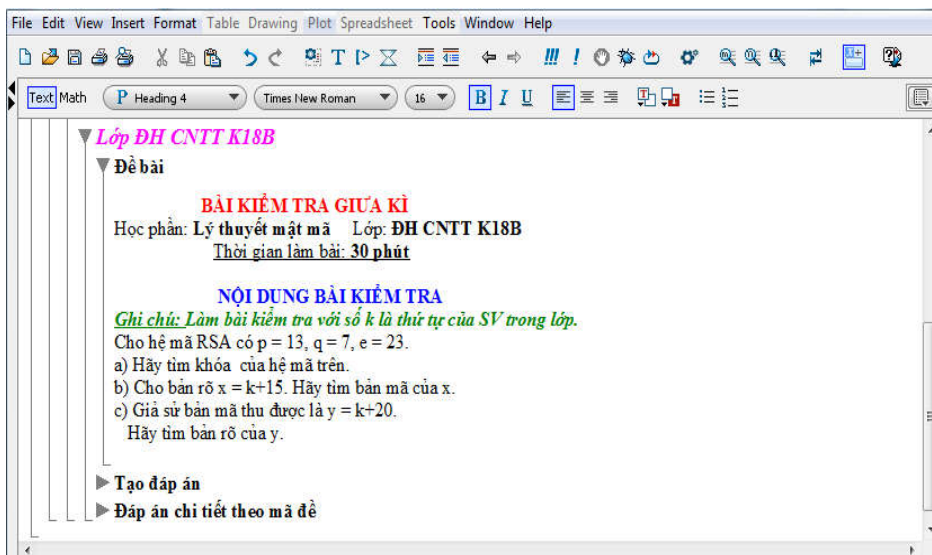 File Edit View Insert Format Table Drawing Plot Spreadsheet Tools Window Help
Text Math P Heading 4 Times New Roman 16 B I U
Lớp ĐH CNTT K18B
Đề bài
BÀI KIỂM TRA GIƯA KÌ
Học phần: Lý thuyết mật mã Lớp: ĐH CNTT K18B
Thời gian làm bài: 30 phút
NỘI DUNG BÀI KIỂM TRA
Ghi chú: Làm bài kiểm tra với số k là thứ tự của SV trong lớp.
Cho hệ mã RSA có p = 13, q = 7, e = 23.
a) Hãy tìm khóa của hệ mã trên.
b) Cho bản rõ x = k+15. Hãy tìm bản mã của x.
c) Giả sử bản mã thu được là y = k+20.
Hãy tìm bản rõ của y.
Tạo đáp án
Đáp án chi tiết theo mã đề